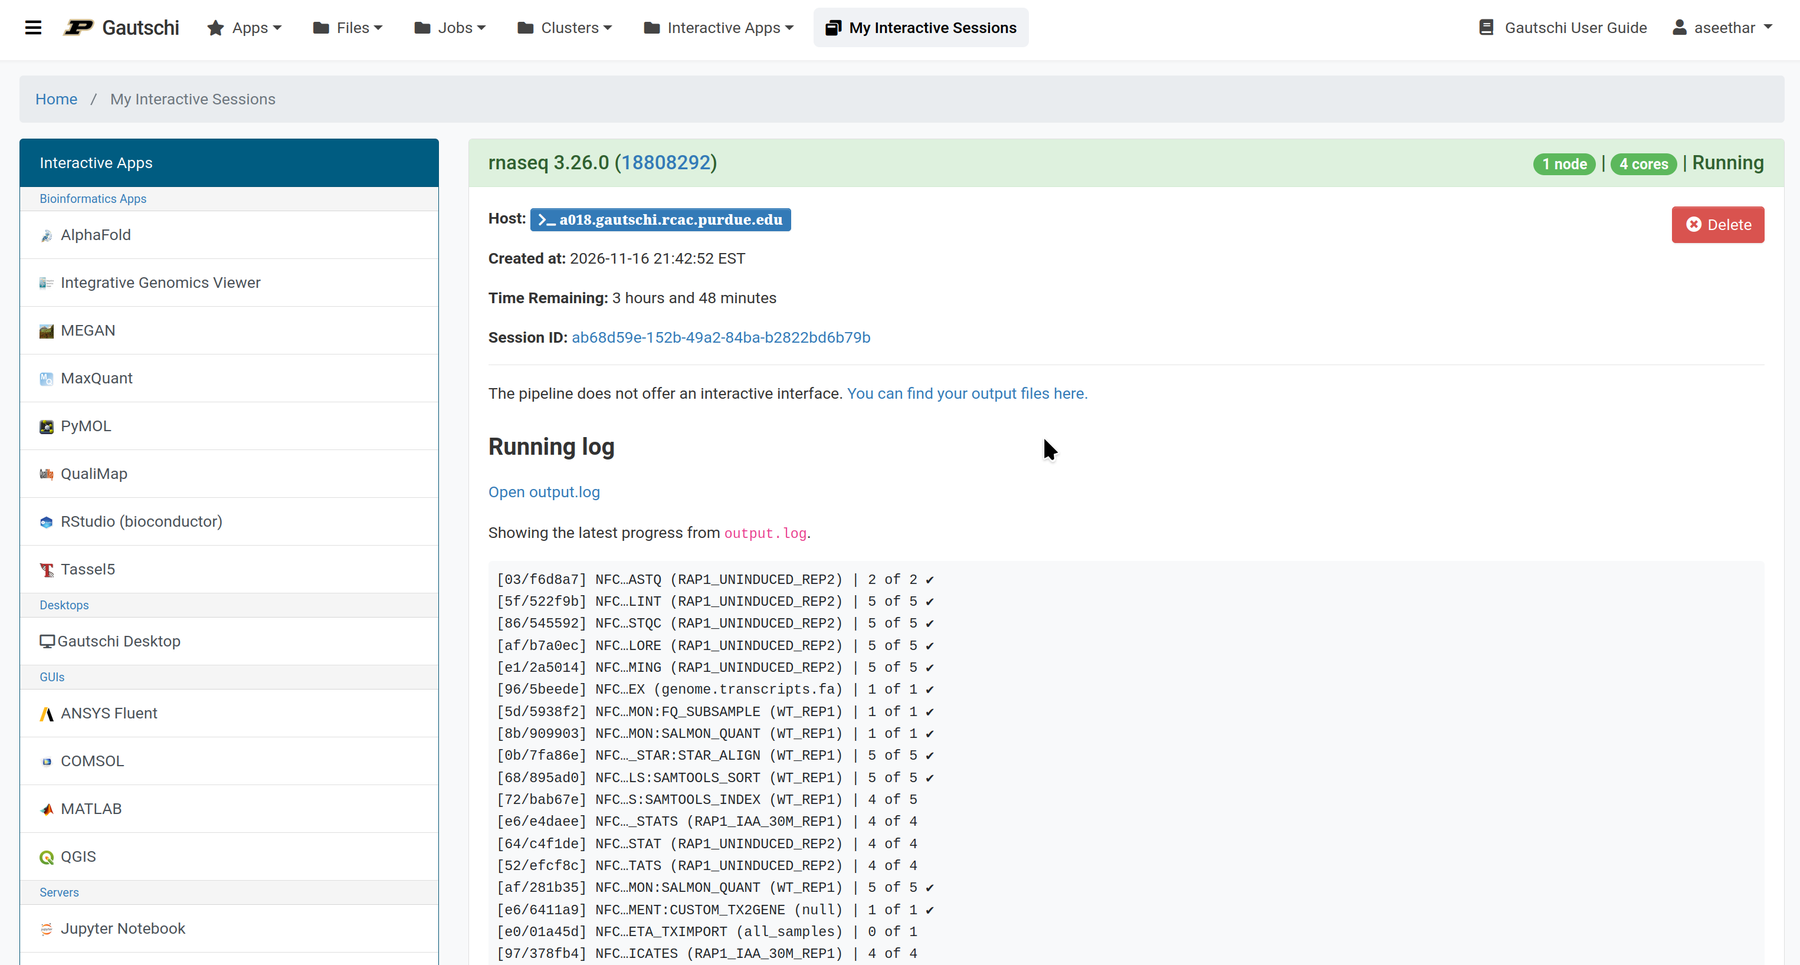 Gautschi Apps Files Jobs Clusters Interactive Apps My Interactive Sessions Gautschi User Guide aseethar
Home / My Interactive Sessions
Interactive Apps
Bioinformatics Apps
AlphaFold
Integrative Genomics Viewer
MEGAN
MaxQuant
PyMOL
QualiMap
RStudio (bioconductor)
Tassel5
Desktops
Gautschi Desktop
GUIs
ANSYS Fluent
COMSOL
MATLAB
QGIS
Servers
Jupyter Notebook
rnaseq 3.26.0 (18808292) 1 node | 4 cores | Running
Host: >_ a018.gautschi.rcac.purdue.edu
Delete
Created at: 2026-11-16 21:42:52 EST
Time Remaining: 3 hours and 48 minutes
Session ID: ab68d59e-152b-49a2-84ba-b2822bd6b79b
The pipeline does not offer an interactive interface. You can find your output files here.
Running log
Open output.log
Showing the latest progress from output.log.
[03/f6d8a7] NFC…ASTQ (RAP1_UNINDUCED_REP2) | 2 of 2 ✔
[5f/522f9b] NFC…LINT (RAP1_UNINDUCED_REP2) | 5 of 5 ✔
[86/545592] NFC…STQC (RAP1_UNINDUCED_REP2) | 5 of 5 ✔
[af/b7a0ec] NFC…LORE (RAP1_UNINDUCED_REP2) | 5 of 5 ✔
[e1/2a5014] NFC…MING (RAP1_UNINDUCED_REP2) | 5 of 5 ✔
[96/5beede] NFC…EX (genome.transcripts.fa) | 1 of 1 ✔
[5d/5938f2] NFC…MON:FQ_SUBSAMPLE (WT_REP1) | 1 of 1 ✔
[8b/909903] NFC…MON:SALMON_QUANT (WT_REP1) | 1 of 1 ✔
[0b/7fa86e] NFC…_STAR:STAR_ALIGN (WT_REP1) | 5 of 5 ✔
[68/895ad0] NFC…LS:SAMTOOLS_SORT (WT_REP1) | 5 of 5 ✔
[72/bab67e] NFC…S:SAMTOOLS_INDEX (WT_REP1) | 4 of 5
[e6/e4daee] NFC…_STATS (RAP1_IAA_30M_REP1) | 4 of 4
[64/c4f1de] NFC…STAT (RAP1_UNINDUCED_REP2) | 4 of 4
[52/efcf8c] NFC…TATS (RAP1_UNINDUCED_REP2) | 4 of 4
[af/281b35] NFC…MON:SALMON_QUANT (WT_REP1) | 5 of 5 ✔
[e6/6411a9] NFC…MENT:CUSTOM_TX2GENE (null) | 1 of 1 ✔
[e0/01a45d] NFC…ETA_TXIMPORT (all_samples) | 0 of 1
[97/378fb4] NFC…ICATES (RAP1_IAA_30M_REP1) | 4 of 4